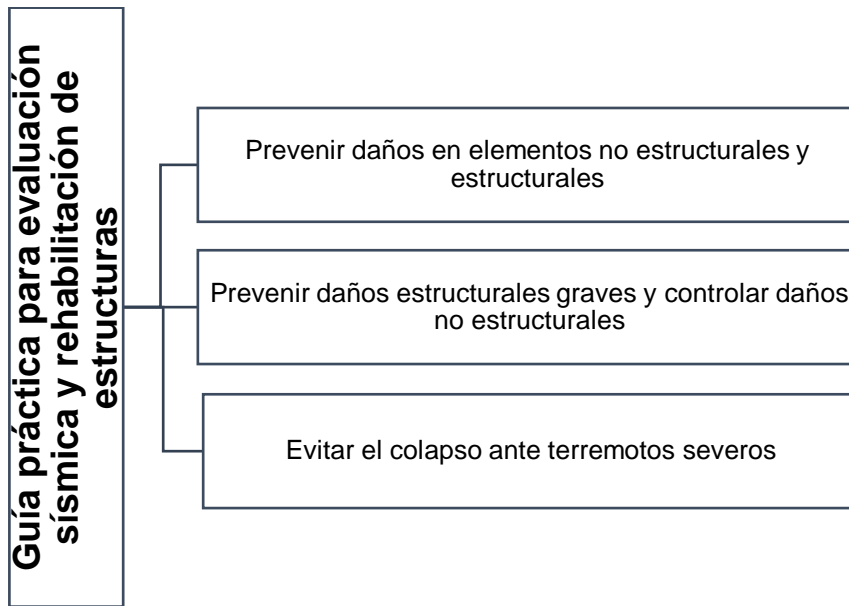 Guía práctica para evaluación
sísmica y rehabilitación de
estructuras
Prevenir daños en elementos no estructurales y
estructurales
Prevenir daños estructurales graves y controlar daños
no estructurales
Evitar el colapso ante terremotos severos